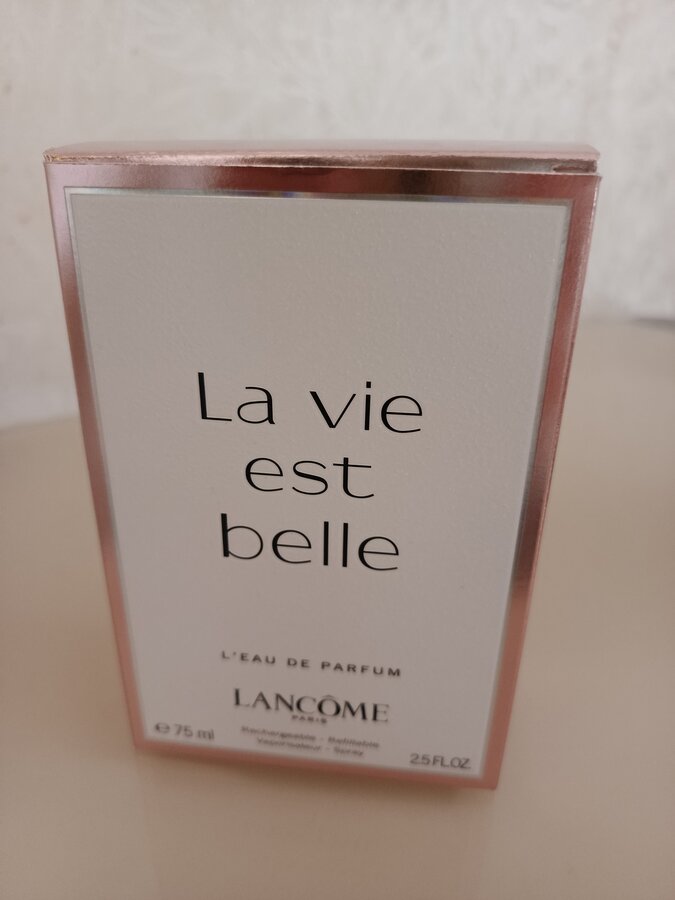 La vie
est
belle
L'EAU DE PARFUM
LANCÔME
PARIS
Rechargeable - Refillable
Vaporisateur - Spray
℮ 75 ml
2.5 FL.OZ.